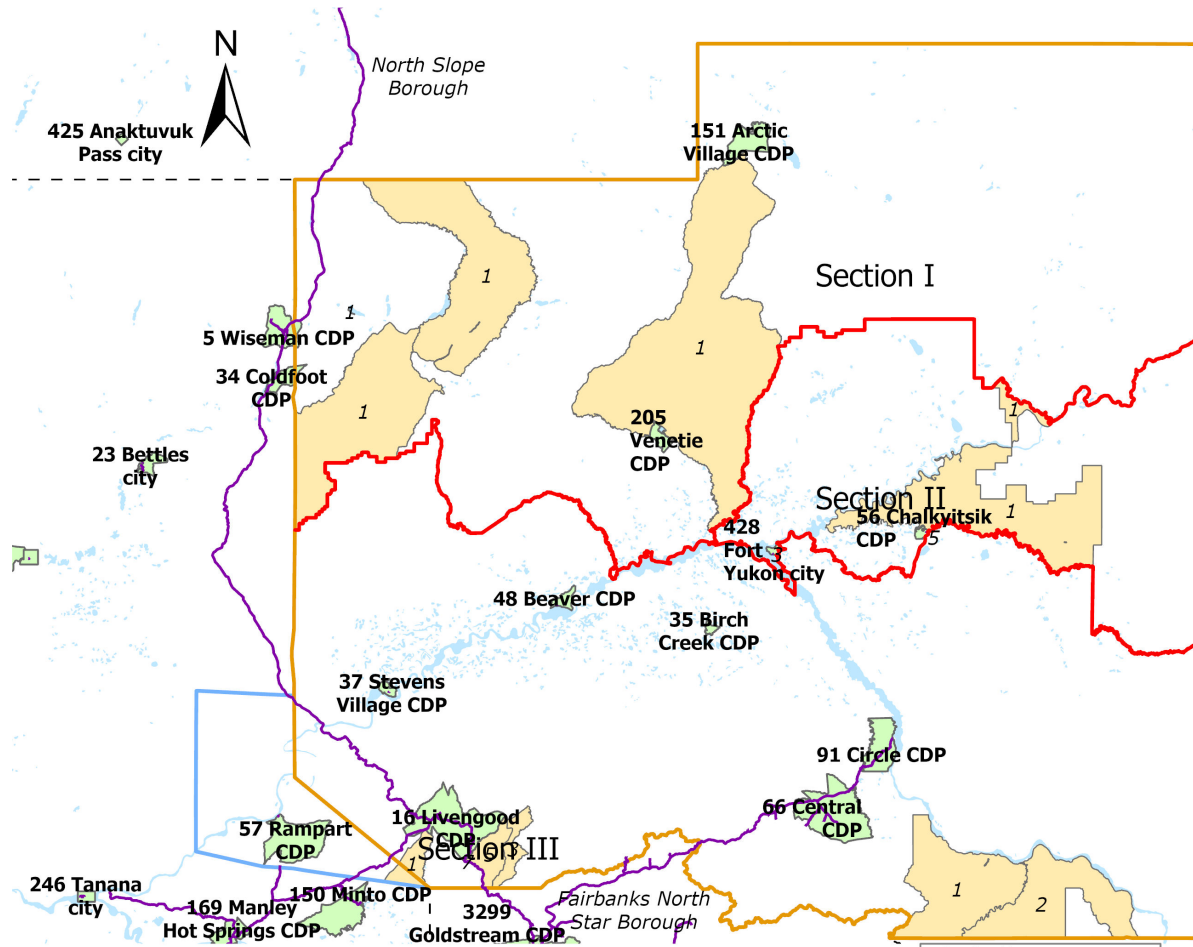 N
North Slope
Borough
425 Anaktuvuk
Pass city
151 Arctic
Village CDP
Section I
1
1
5 Wiseman CDP
1
34 Coldfoot
CDP
1
1
205
Venetie
CDP
23 Bettles
city
Section II
1
56 Chalkyitsik
CDP
5
428
Fort
Yukon city
3
48 Beaver CDP
35 Birch
Creek CDP
37 Stevens
Village CDP
91 Circle CDP
66 Central
CDP
16 Livengood
CDP
57 Rampart
CDP
Section III
3
1
246 Tanana
city
150 Minto CDP
169 Manley
Hot Springs CDP
3299
Goldstream CDP
Fairbanks North
Star Borough
1
2